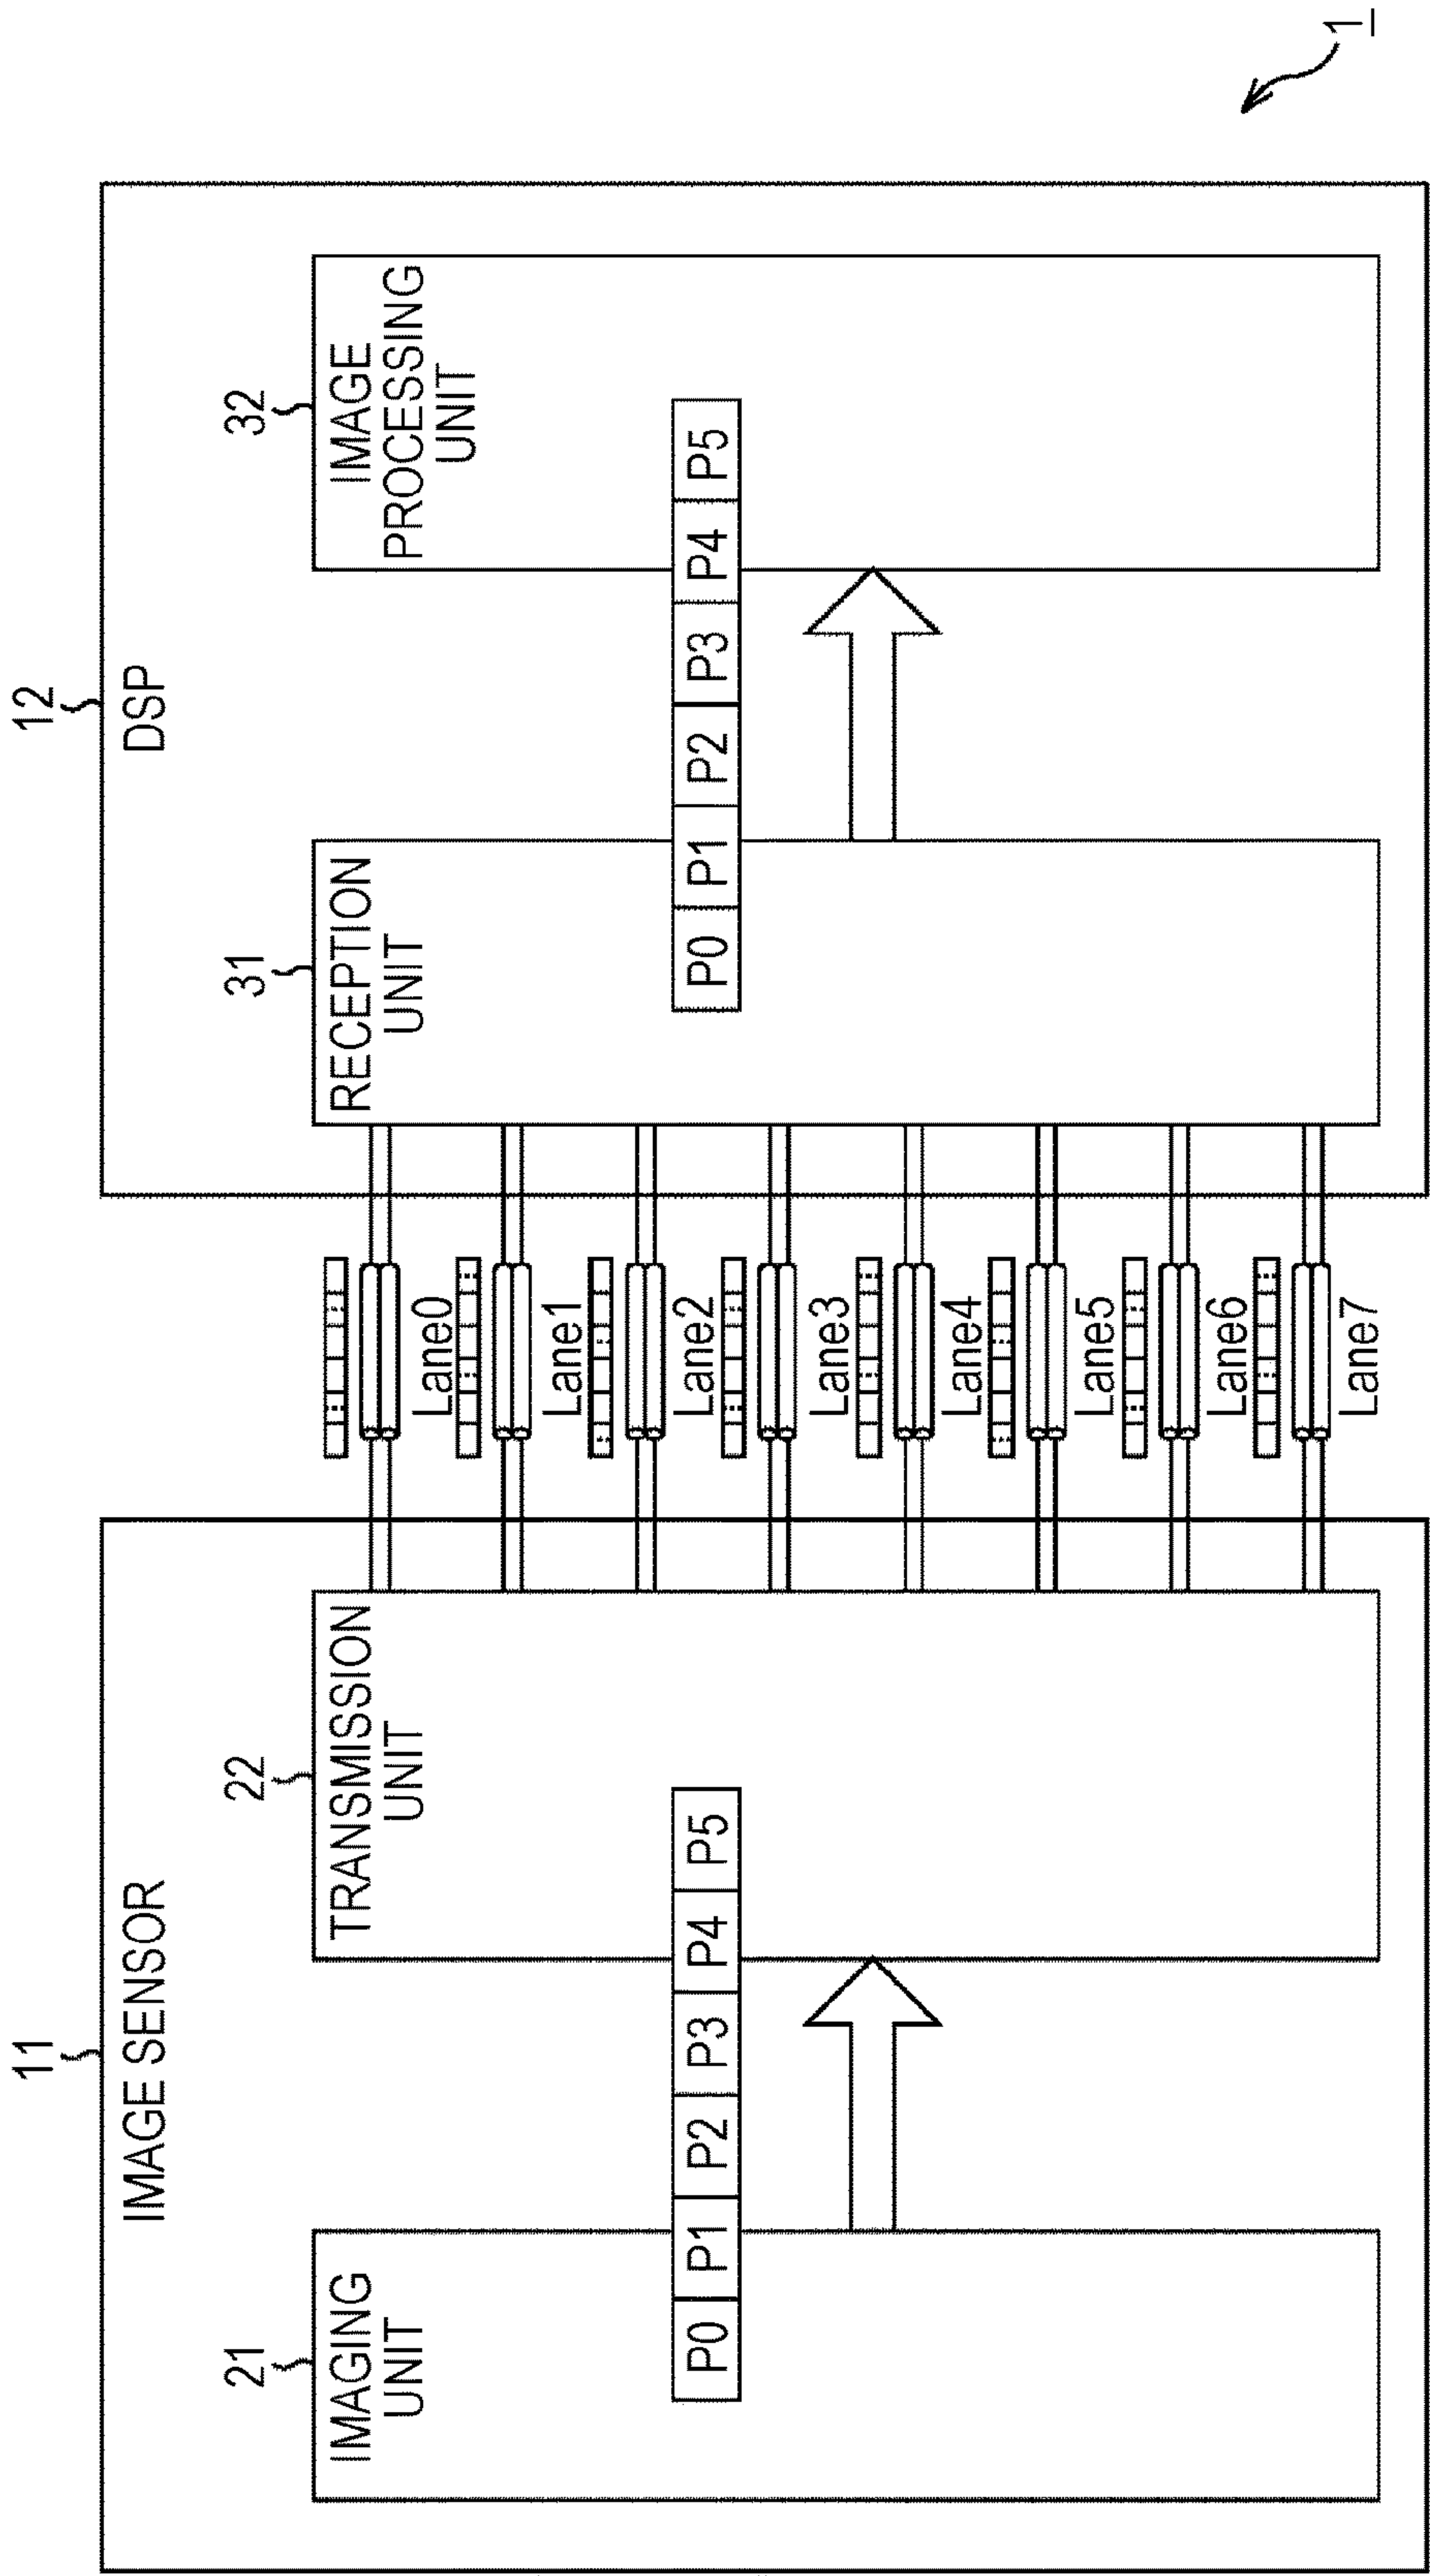 1
11
IMAGE SENSOR
21
IMAGING
UNIT
P0 P1 P2 P3 P4 P5
22
TRANSMISSION
UNIT
Lane0
Lane1
Lane2
Lane3
Lane4
Lane5
Lane6
Lane7
12
DSP
31
RECEPTION
UNIT
P0 P1 P2 P3 P4 P5
32
IMAGE
PROCESSING
UNIT